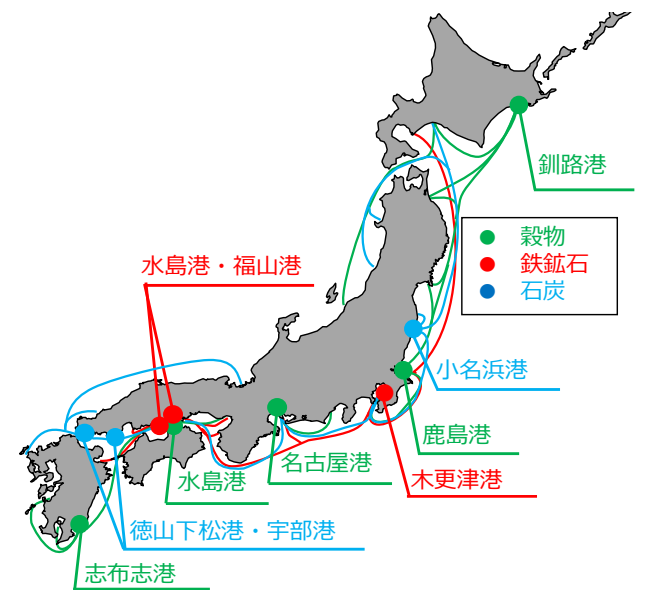 釧路港
穀物
鉄鉱石
石炭
水島港・福山港
小名浜港
鹿島港
名古屋港
木更津港
水島港
徳山下松港・宇部港
志布志港